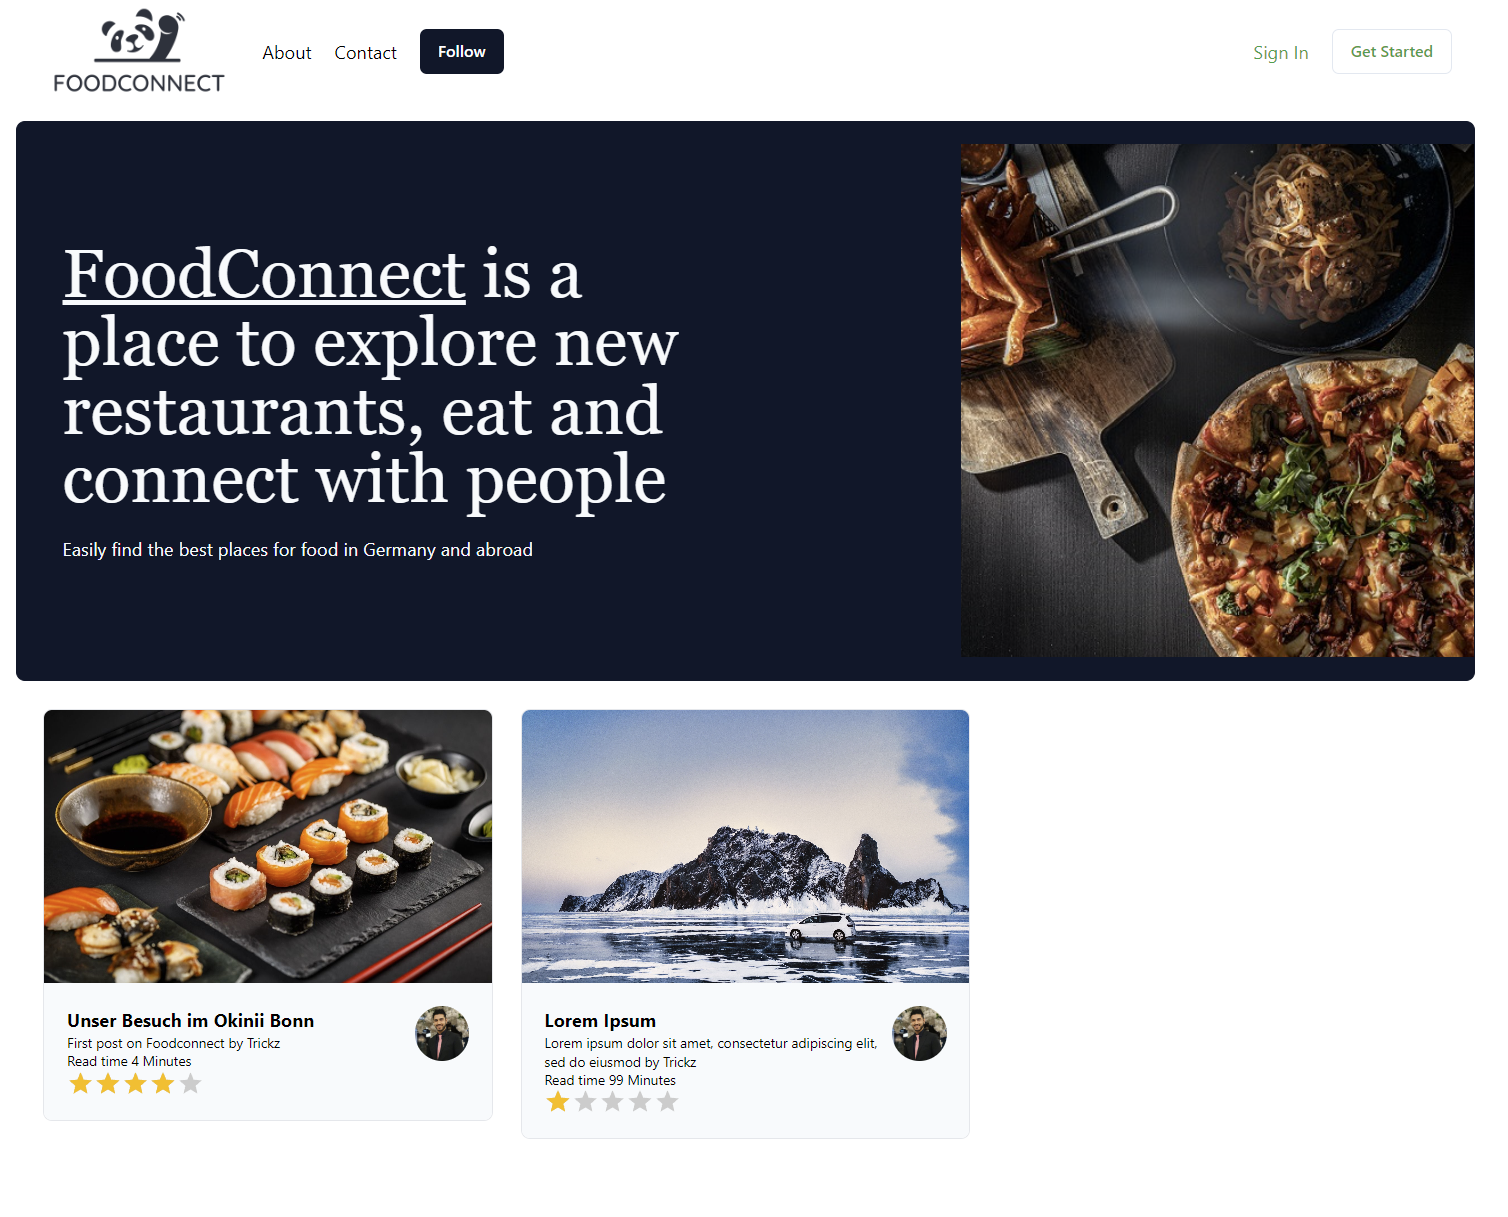 FOODCONNECT
About
Contact
Follow
Sign In
Get Started
FoodConnect is a
place to explore new
restaurants, eat and
connect with people
Easily find the best places for food in Germany and abroad
Unser Besuch im Okinii Bonn
First post on Foodconnect by Trickz
Read time 4 Minutes
Lorem Ipsum
Lorem ipsum dolor sit amet, consectetur adipiscing elit,
sed do eiusmod by Trickz
Read time 99 Minutes